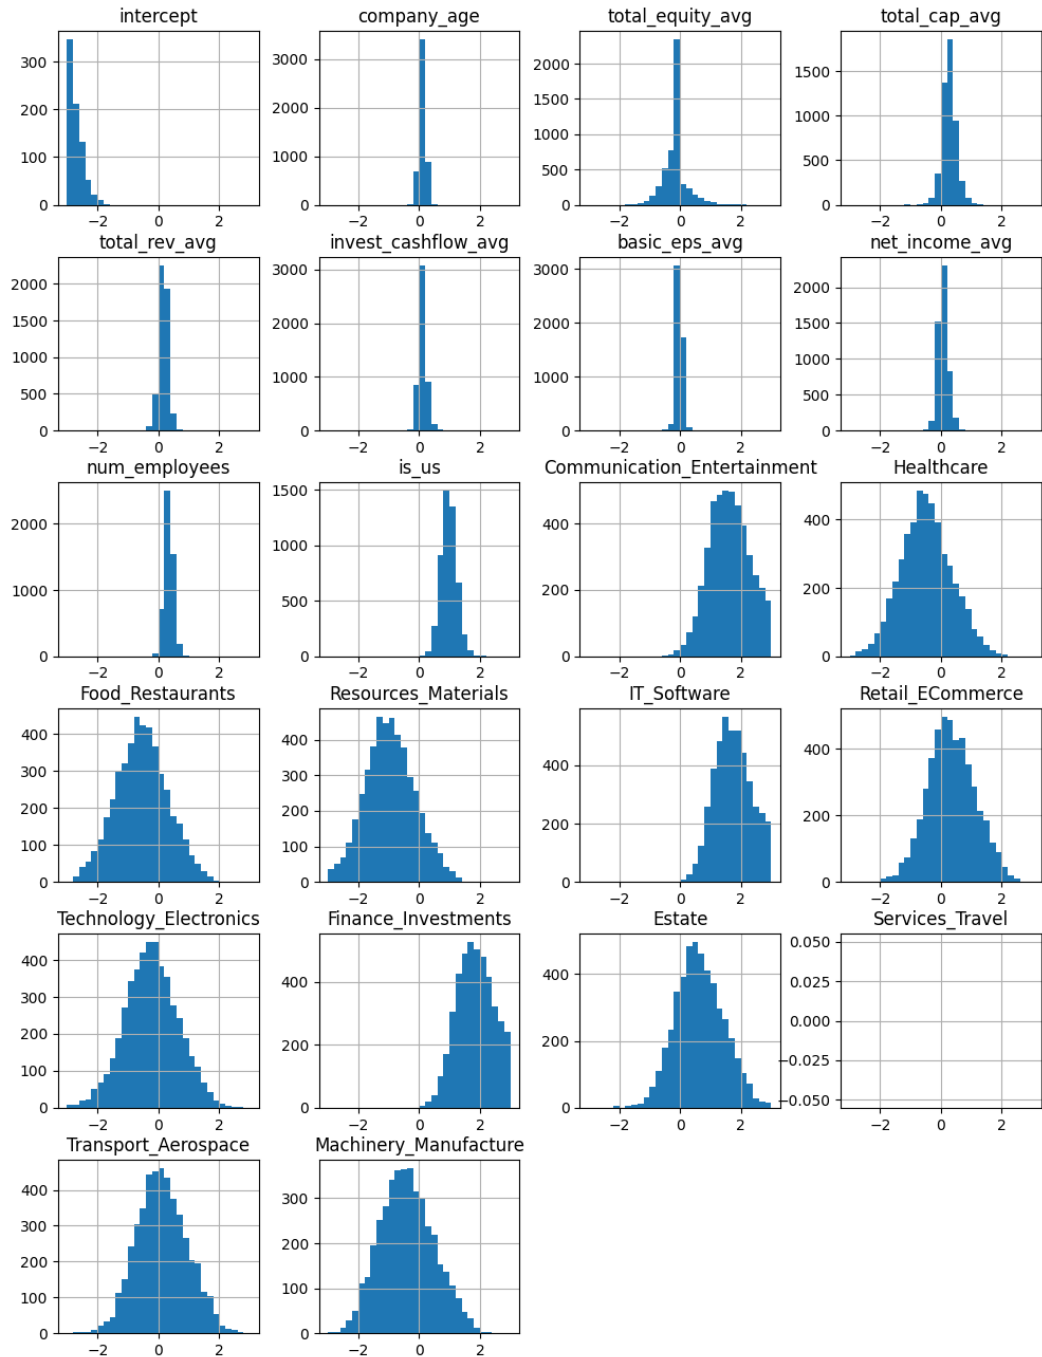 intercept
company_age
total_equity_avg
total_cap_avg
300
200
100
0
−2 0 2
3000
2000
1000
0
−2 0 2
2000
1500
1000
500
0
−2 0 2
1500
1000
500
0
−2 0 2
total_rev_avg
invest_cashflow_avg
basic_eps_avg
net_income_avg
2000
1500
1000
500
0
−2 0 2
3000
2000
1000
0
−2 0 2
3000
2000
1000
0
−2 0 2
2000
1500
1000
500
0
−2 0 2
num_employees
is_us
Communication_Entertainment
Healthcare
2000
1000
0
−2 0 2
1500
1000
500
0
−2 0 2
400
200
0
−2 0 2
400
200
0
−2 0 2
Food_Restaurants
Resources_Materials
IT_Software
Retail_ECommerce
400
300
200
100
0
−2 0 2
400
300
200
100
0
−2 0 2
400
200
0
−2 0 2
400
200
0
−2 0 2
Technology_Electronics
Finance_Investments
Estate
Services_Travel
400
300
200
100
0
−2 0 2
400
200
0
−2 0 2
400
200
0
−2 0 2
0.050
0.025
0.000
−0.025
−0.050
−2 0 2
Transport_Aerospace
Machinery_Manufacture
400
300
200
100
0
−2 0 2
300
200
100
0
−2 0 2